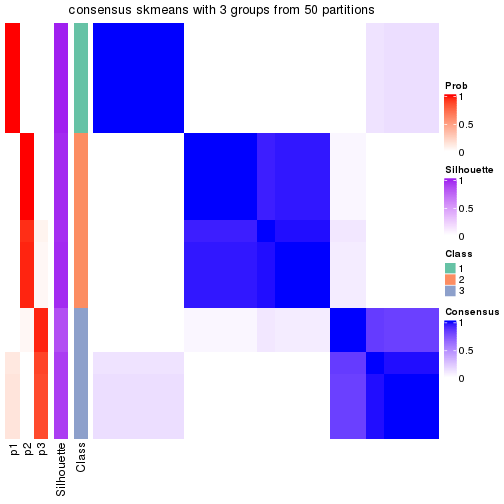 consensus skmeans with 3 groups from 50 partitions
Prob
1
0.5
0
Silhouette
1
0.5
0
Class
1
2
3
Consensus
1
0.5
0
p1
p2
p3
Silhouette
Class